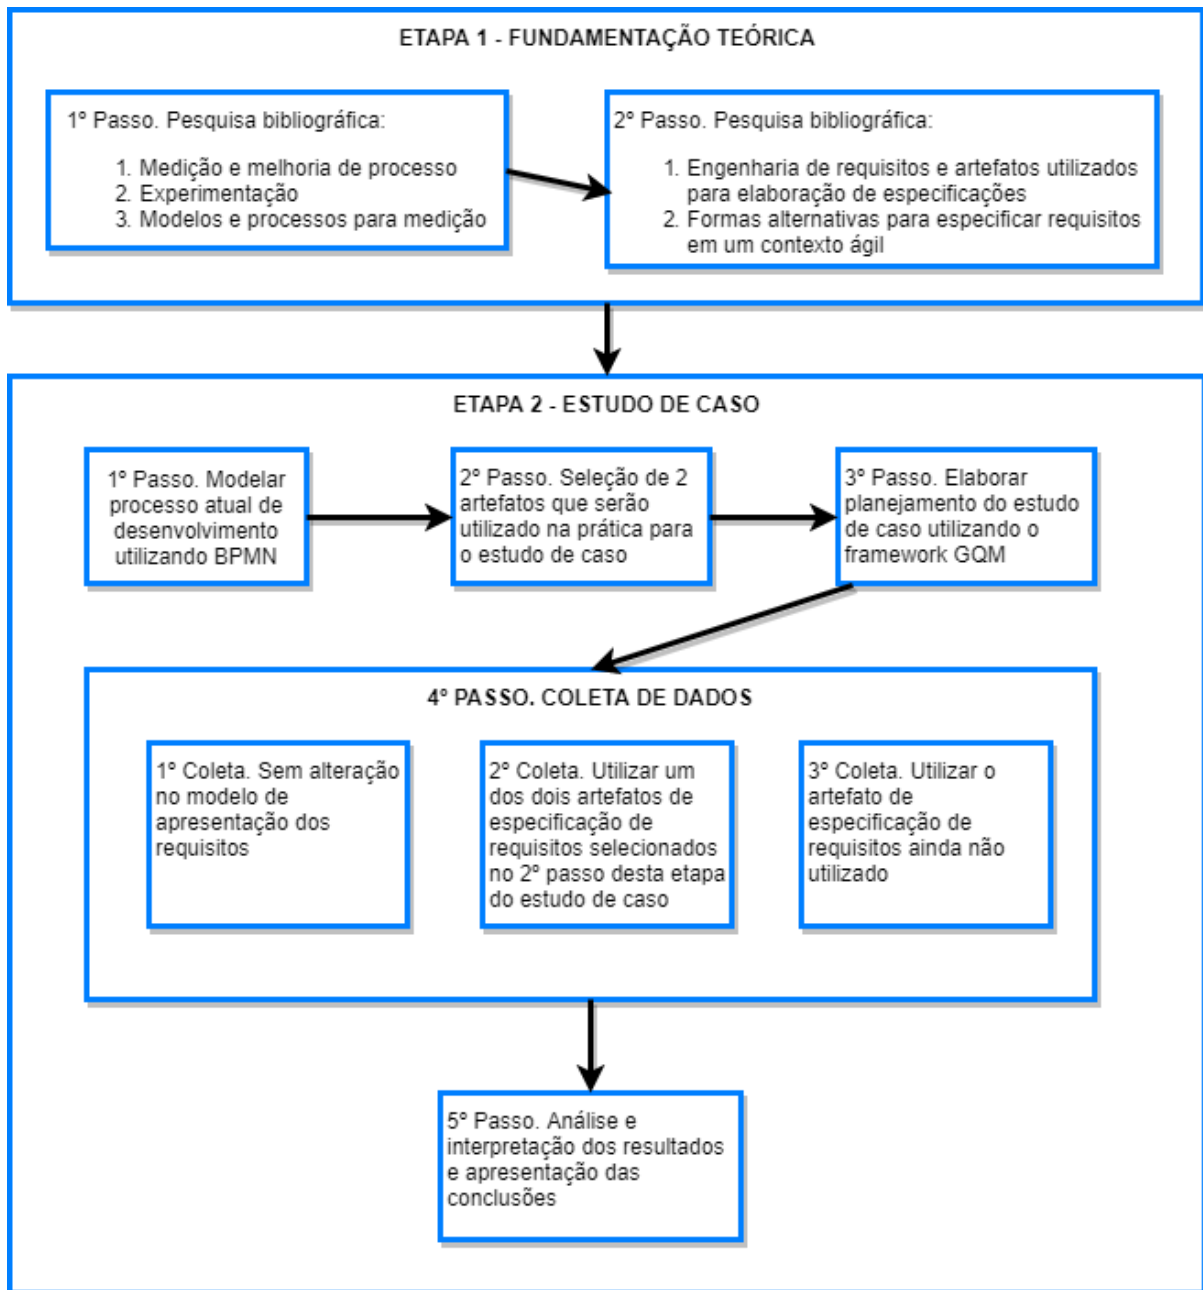 ETAPA 1 - FUNDAMENTAÇÃO TEÓRICA
1º Passo. Pesquisa bibliográfica:
1. Medição e melhoria de processo
2. Experimentação
3. Modelos e processos para medição
2º Passo. Pesquisa bibliográfica:
1. Engenharia de requisitos e artefatos utilizados
para elaboração de especificações
2. Formas alternativas para especificar requisitos
em um contexto ágil
ETAPA 2 - ESTUDO DE CASO
1º Passo. Modelar
processo atual de
desenvolvimento
utilizando BPMN
2º Passo. Seleção de 2
artefatos que serão
utilizado na prática para
o estudo de caso
3º Passo. Elaborar
planejamento do estudo
de caso utilizando o
framework GQM
4º PASSO. COLETA DE DADOS
1º Coleta. Sem alteração
no modelo de
apresentação dos
requisitos
2º Coleta. Utilizar um
dos dois artefatos de
especificação de
requisitos selecionados
no 2º passo desta etapa
do estudo de caso
3º Coleta. Utilizar o
artefato de
especificação de
requisitos ainda não
utilizado
5º Passo. Análise e
interpretação dos resultados
e apresentação das
conclusões